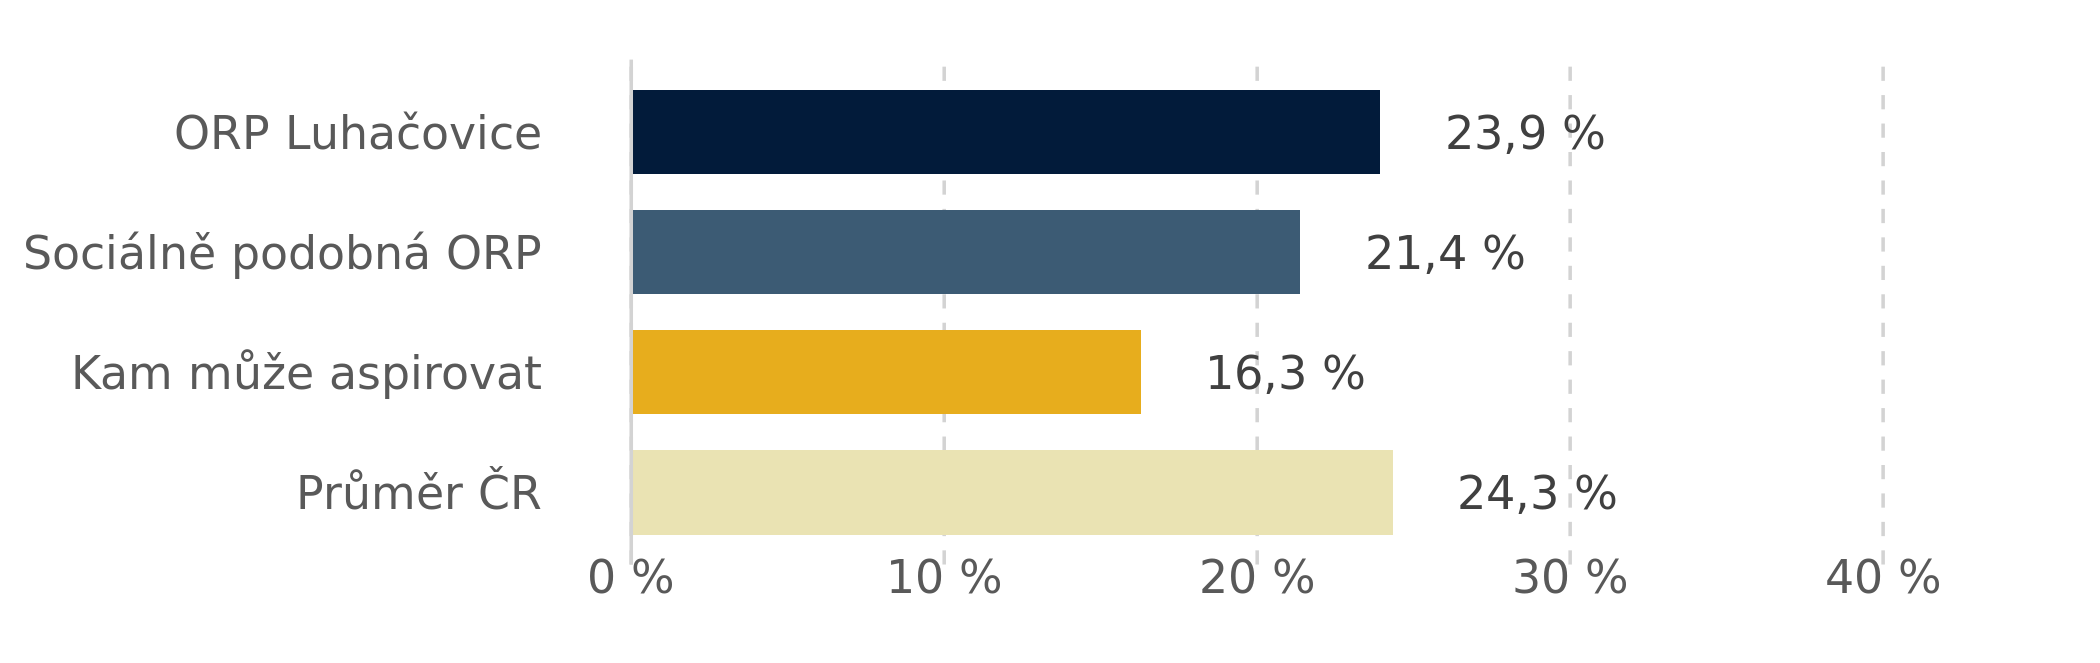 ORP Luhačovice 23,9 %
Sociálně podobná ORP 21,4 %
Kam může aspirovat 16,3 %
Průměr ČR 24,3 %
0 % 10 % 20 % 30 % 40 %